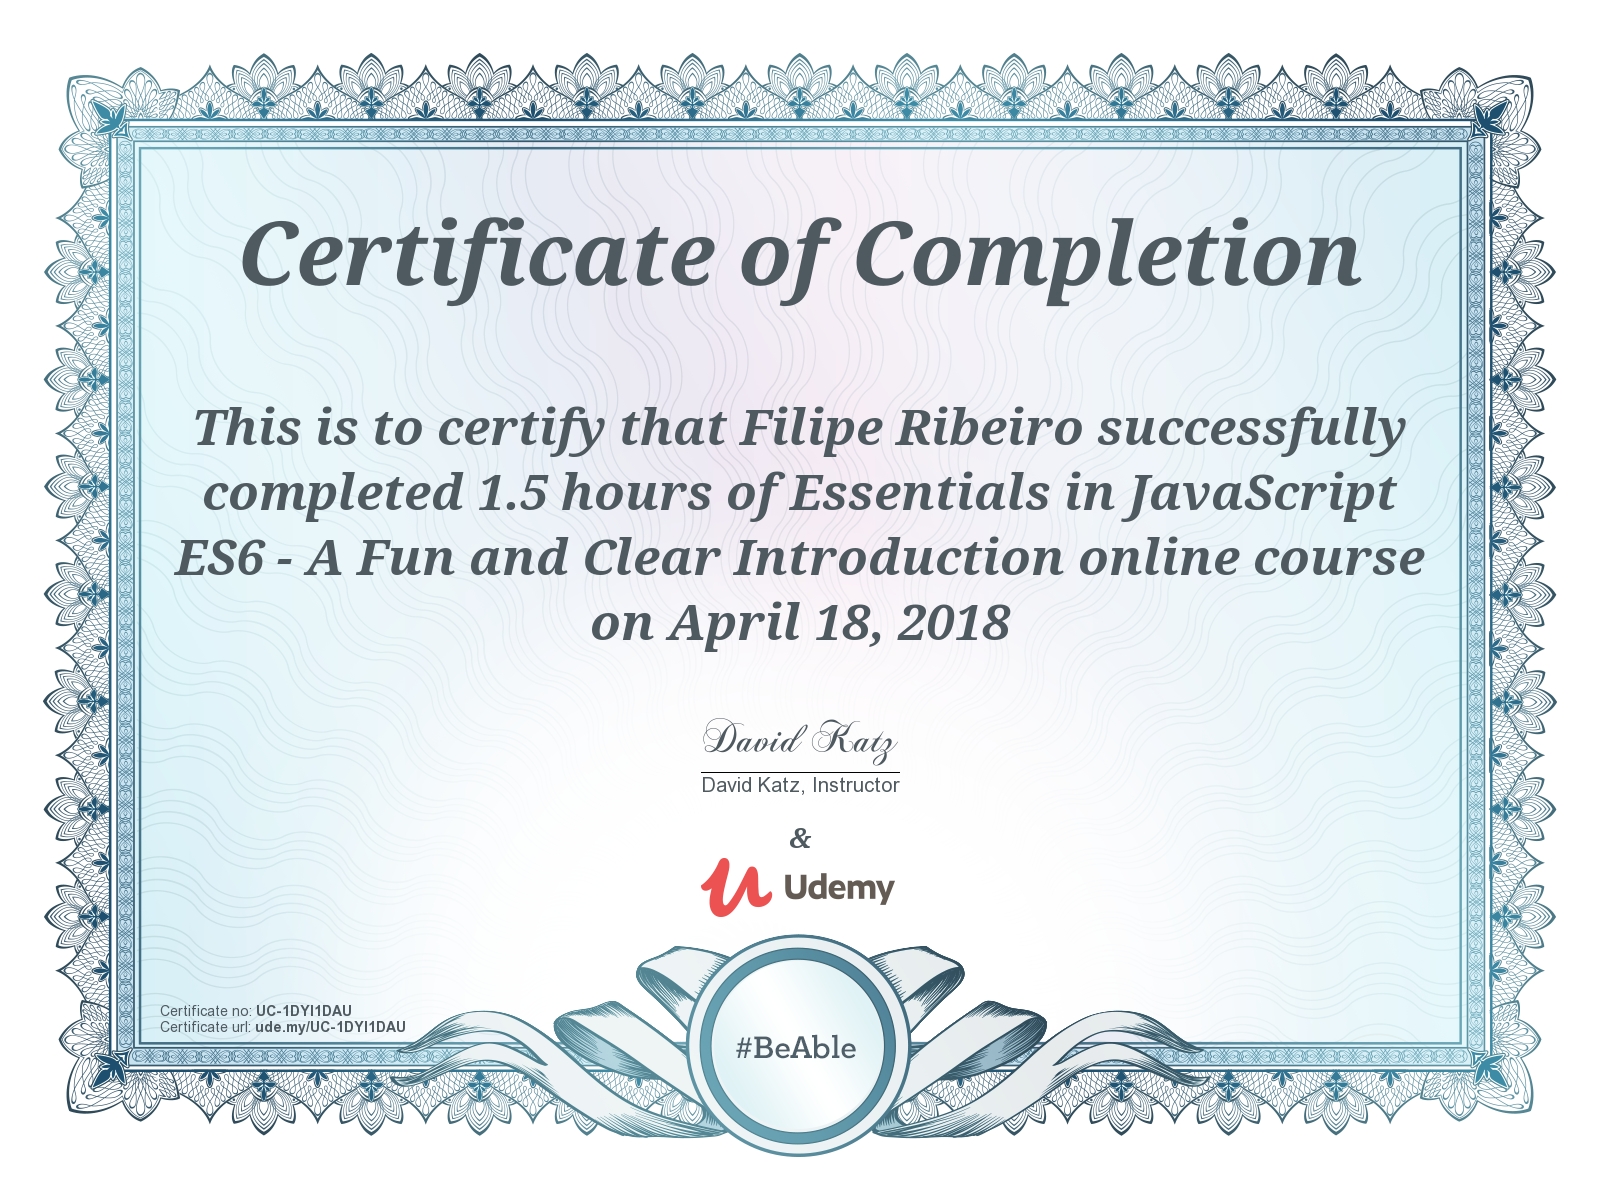 Certificate of Completion
This is to certify that Filipe Ribeiro successfully
completed 1.5 hours of Essentials in JavaScript
ES6 - A Fun and Clear Introduction online course
on April 18, 2018
David Katz
David Katz, Instructor
&
Udemy
Certificate no: UC-1DYI1DAU
Certificate url: ude.my/UC-1DYI1DAU
#BeAble